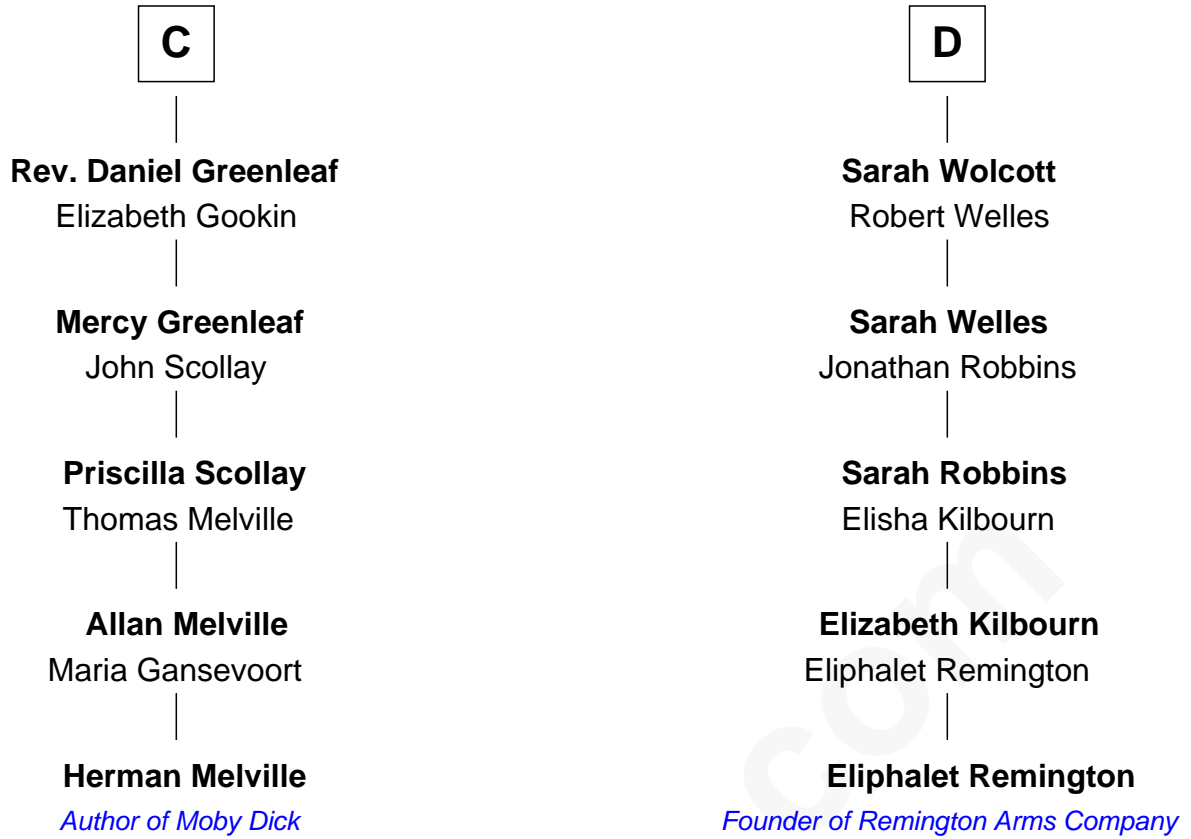 C
Rev. Daniel Greenleaf
Elizabeth Gookin
Mercy Greenleaf
John Scollay
Priscilla Scollay
Thomas Melville
Allan Melville
Maria Gansevoort
Herman Melville
Author of Moby Dick
D
Sarah Wolcott
Robert Welles
Sarah Welles
Jonathan Robbins
Sarah Robbins
Elisha Kilbourn
Elizabeth Kilbourn
Eliphalet Remington
Eliphalet Remington
Founder of Remington Arms Company
com